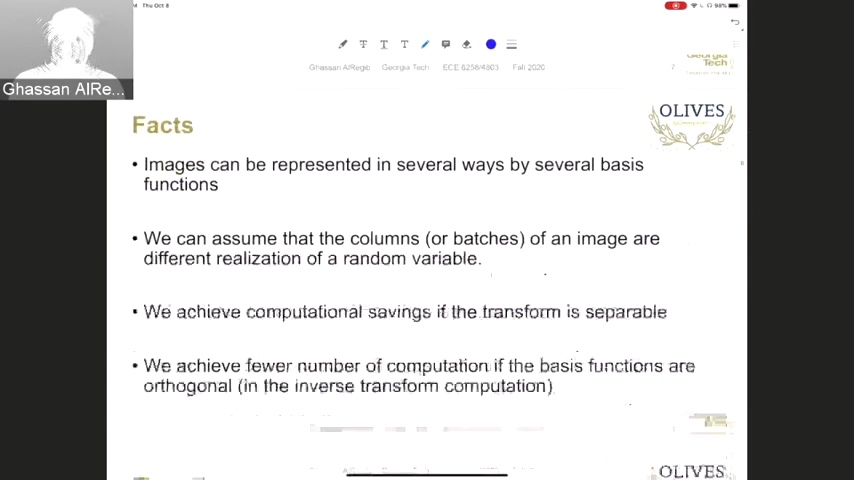 Thu Oct 8
98%
T T T
Ghassan AlRegib Georgia Tech ECE 6258/4803 Fall 2020
Georgia
Tech
Ghassan AlRe...
OLIVES
Facts
• Images can be represented in several ways by several basis
functions
• We can assume that the columns (or batches) of an image are
different realization of a random variable.
• We achieve computational savings if the transform is separable
• We achieve fewer number of computation if the basis functions are
orthogonal (in the inverse transform computation)
OLIVES